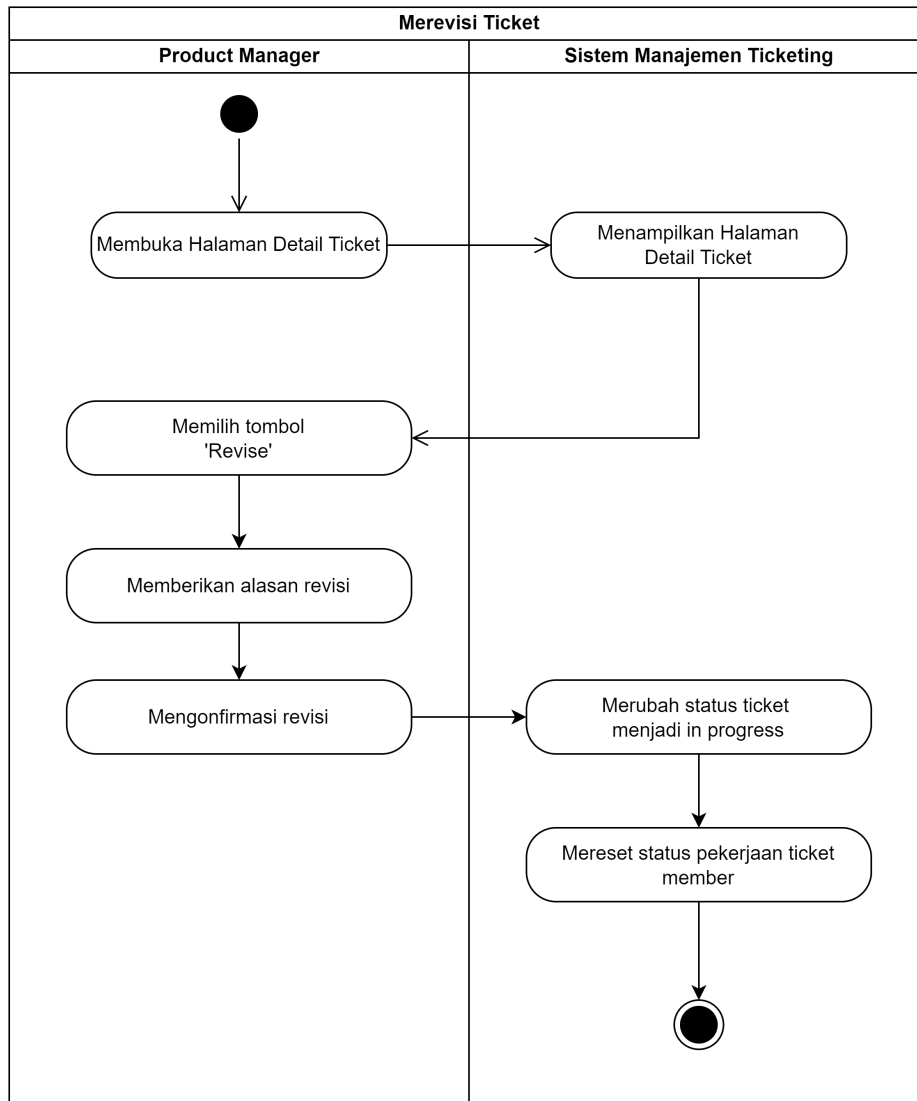 Merevisi Ticket
Product Manager
Sistem Manajemen Ticketing
Membuka Halaman Detail Ticket
Menampilkan Halaman
Detail Ticket
Memilih tombol
'Revise'
Memberikan alasan revisi
Mengonfirmasi revisi
Merubah status ticket
menjadi in progress
Mereset status pekerjaan ticket
member